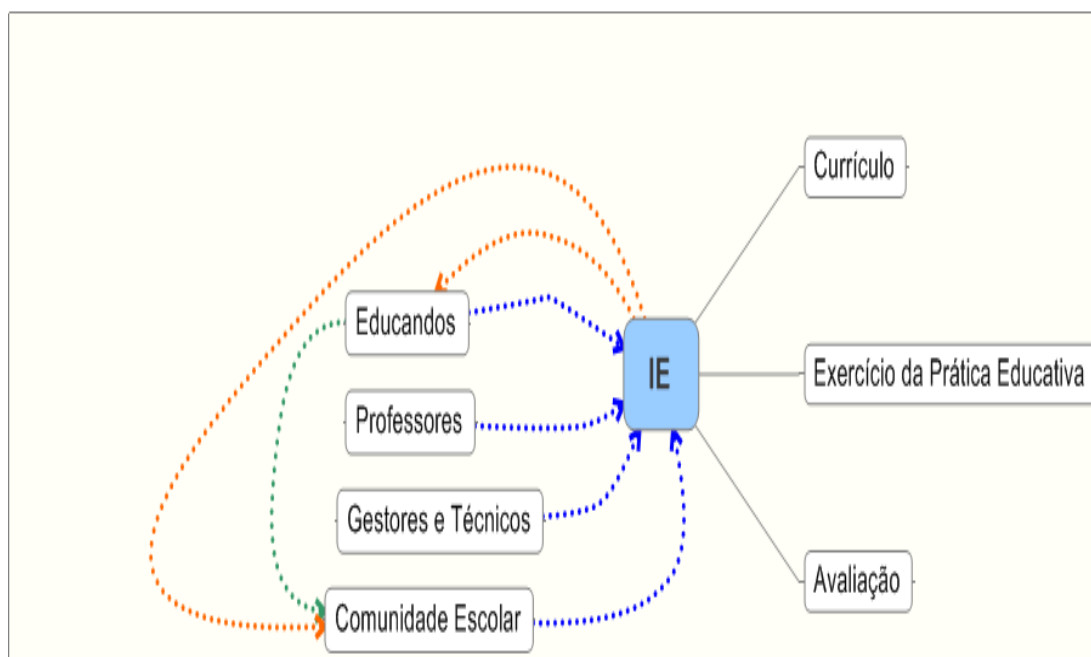 Currículo
Educandos
IE
Exercício da Prática Educativa
Professores
Gestores e Técnicos
Avaliação
Comunidade Escolar